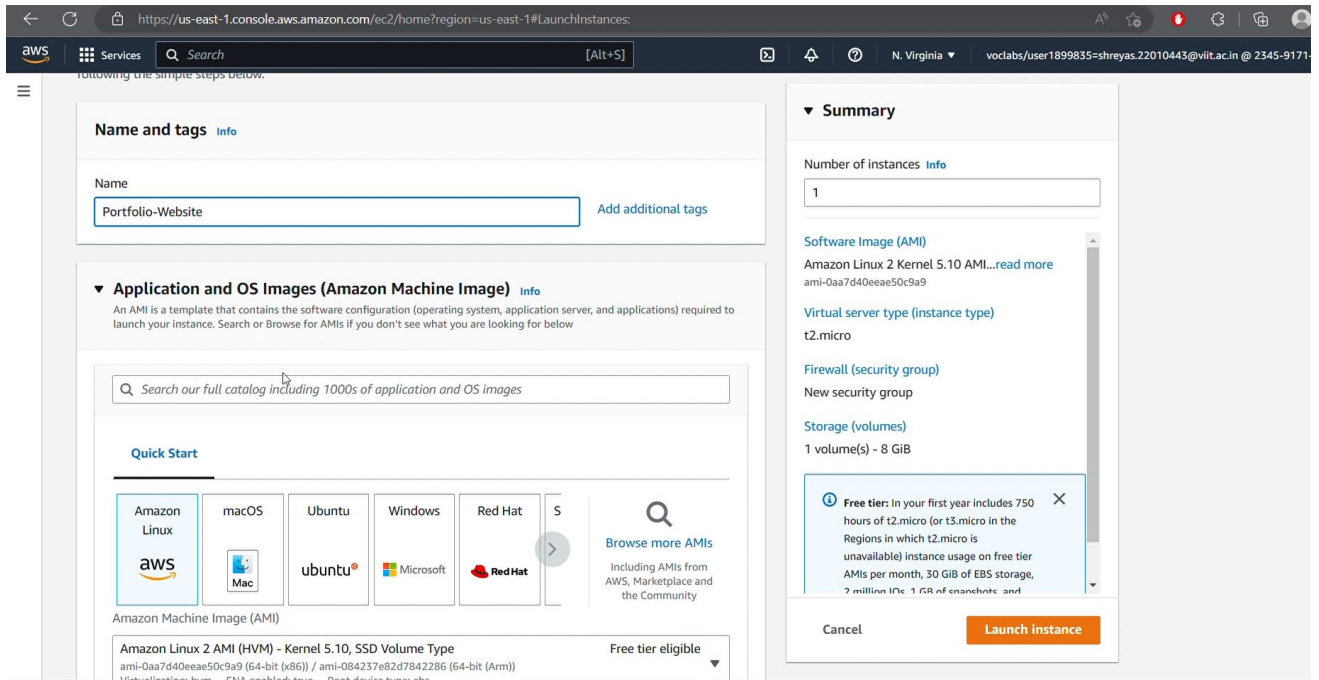 https://us-east-1.console.aws.amazon.com/ec2/home?region=us-east-1#LaunchInstances:
aws
Services
Search
[Alt+S]
N. Virginia
voclabs/user1899835=shreyas.22010443@viit.ac.in @ 2345-9171-
following the simple steps below.
Name and tags Info
Name
Portfolio-Website
Add additional tags
Application and OS Images (Amazon Machine Image) Info
An AMI is a template that contains the software configuration (operating system, application server, and applications) required to
launch your instance. Search or Browse for AMIs if you don't see what you are looking for below
Search our full catalog including 1000s of application and OS images
Quick Start
Amazon
Linux
aws
macOS
Mac
Ubuntu
ubuntu
Windows
Microsoft
Red Hat
Red Hat
S
Browse more AMIs
Including AMIs from
AWS, Marketplace and
the Community
Amazon Machine Image (AMI)
Amazon Linux 2 AMI (HVM) - Kernel 5.10, SSD Volume Type
Free tier eligible
ami-0aa7d40eeae50c9a9 (64-bit (x86)) / ami-084237e82d7842286 (64-bit (Arm))
Summary
Number of instances Info
1
Software Image (AMI)
Amazon Linux 2 Kernel 5.10 AMI...read more
ami-0aa7d40eeae50c9a9
Virtual server type (instance type)
t2.micro
Firewall (security group)
New security group
Storage (volumes)
1 volume(s) - 8 GiB
Free tier: In your first year includes 750
hours of t2.micro (or t3.micro in the
Regions in which t2.micro is
unavailable) instance usage on free tier
AMIs per month, 30 GiB of EBS storage,
2 million IOs, 1 GB of snapshots, and
Cancel
Launch instance